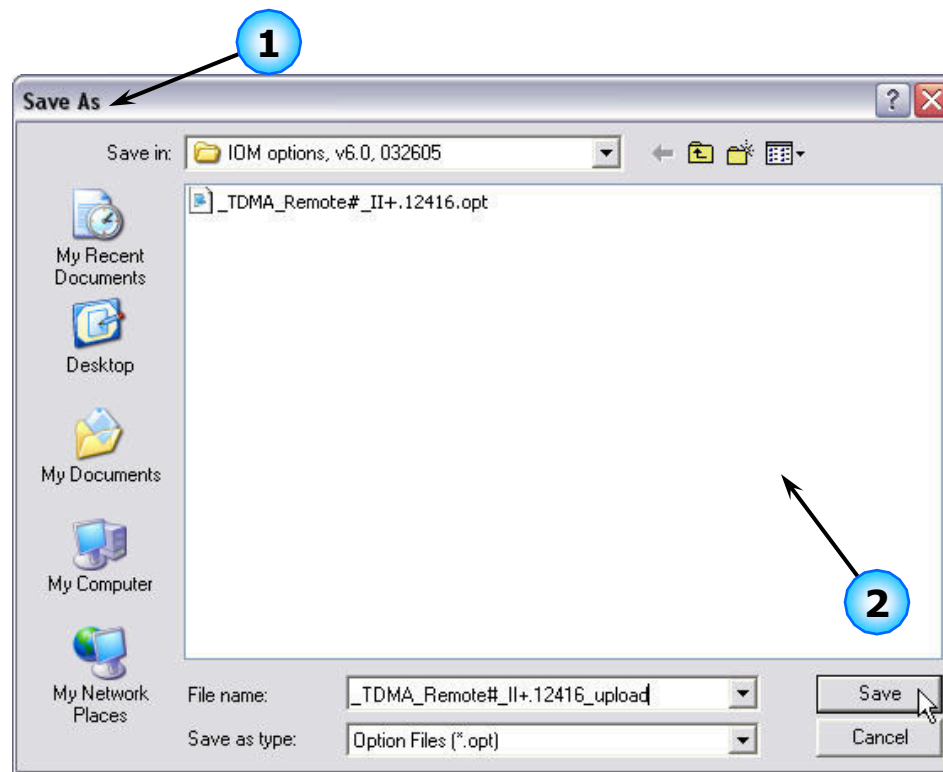 1
Save As
Save in: IOM options, v6.0, 032605
_TDMA_Remote#_II+.12416.opt
My Recent
Documents
Desktop
My Documents
My Computer
2
My Network
Places
File name: _TDMA_Remote#_II+.12416_upload Save
Save as type: Option Files (*.opt) Cancel